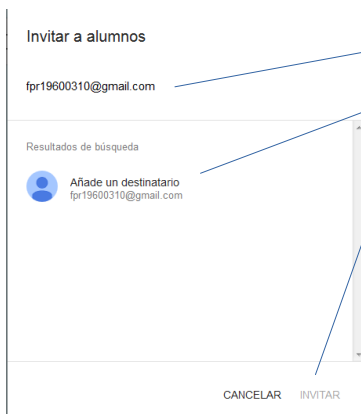 Invitar a alumnos
fpr19600310@gmail.com
Resultados de búsqueda
Añade un destinatario
fpr19600310@gmail.com
CANCELAR INVITAR